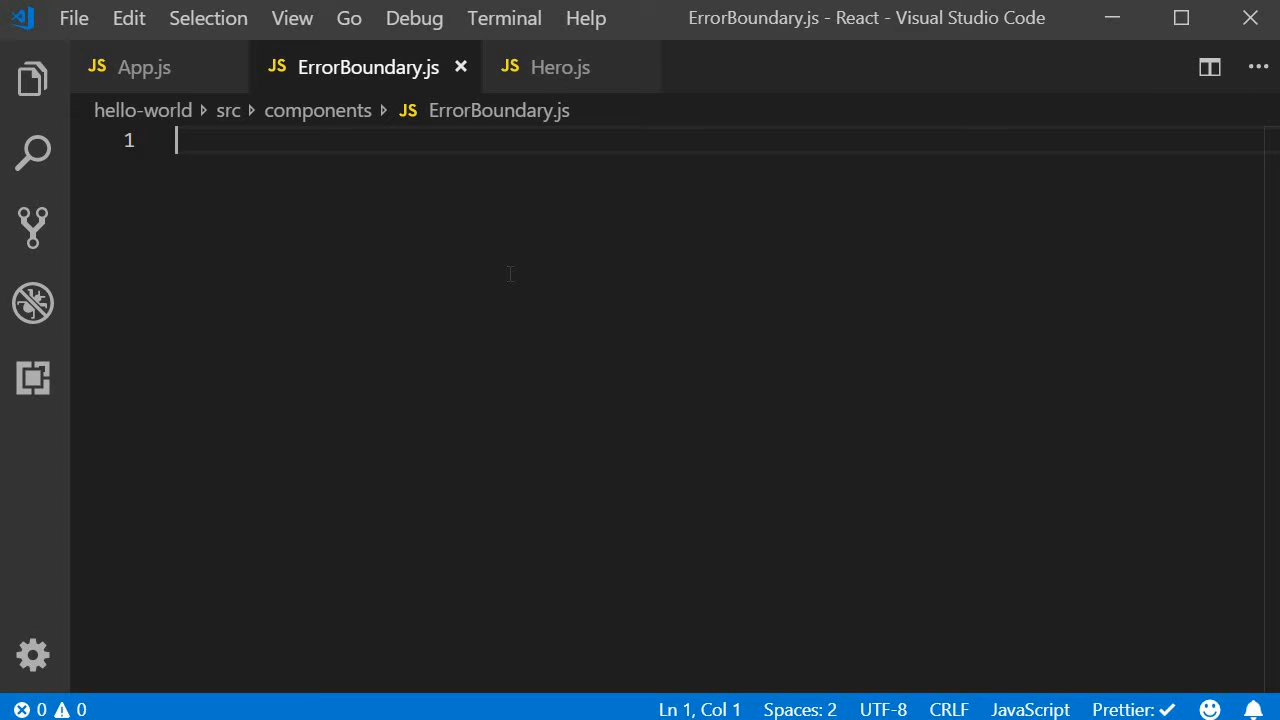 File Edit Selection View Go Debug Terminal Help ErrorBoundary.js - React - Visual Studio Code
JS App.js JS ErrorBoundary.js JS Hero.js
hello-world src components JS ErrorBoundary.js
1
0 0 Ln 1, Col 1 Spaces: 2 UTF-8 CRLF JavaScript Prettier: